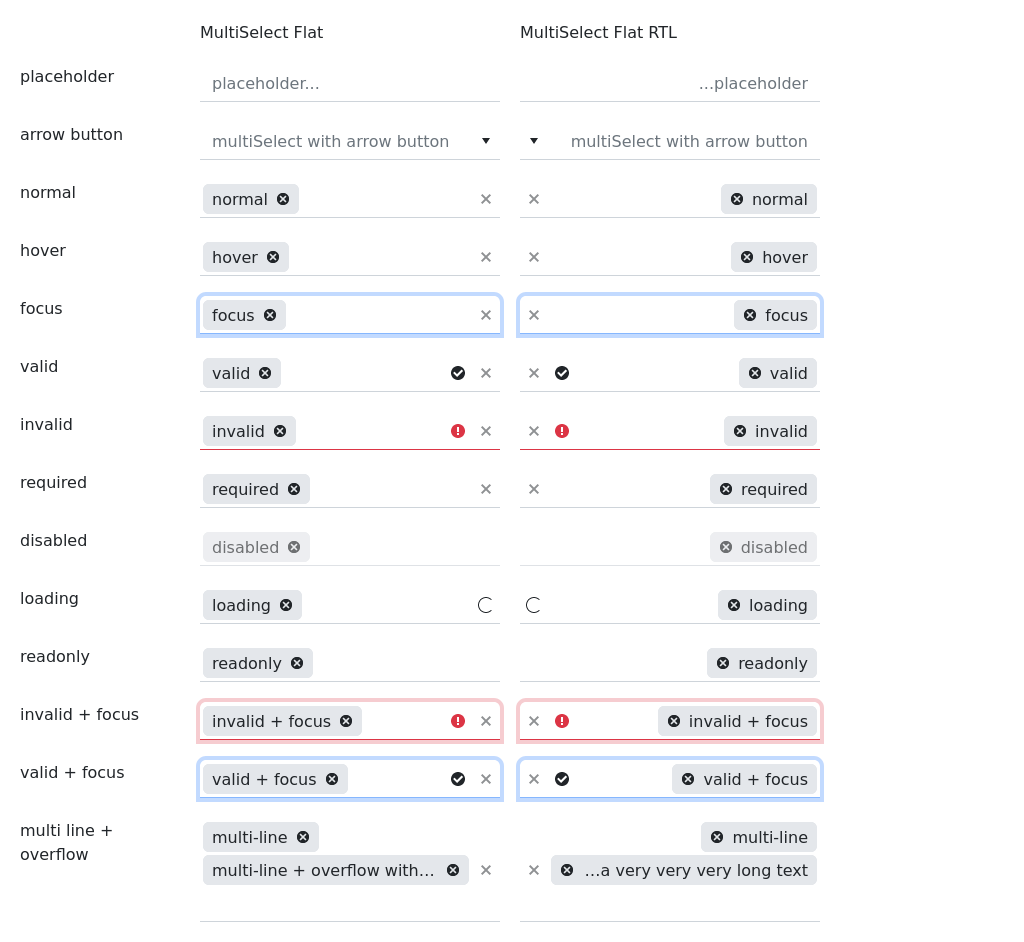 MultiSelect Flat MultiSelect Flat RTL
placeholder placeholder... ...placeholder
arrow button multiSelect with arrow button multiSelect with arrow button
normal normal normal
hover hover hover
focus focus focus
valid valid valid
invalid invalid invalid
required required required
disabled disabled disabled
loading loading loading
readonly readonly readonly
invalid + focus invalid + focus invalid + focus
valid + focus valid + focus valid + focus
multi line + multi-line multi-line
overflow multi-line + overflow with... ...a very very very long text